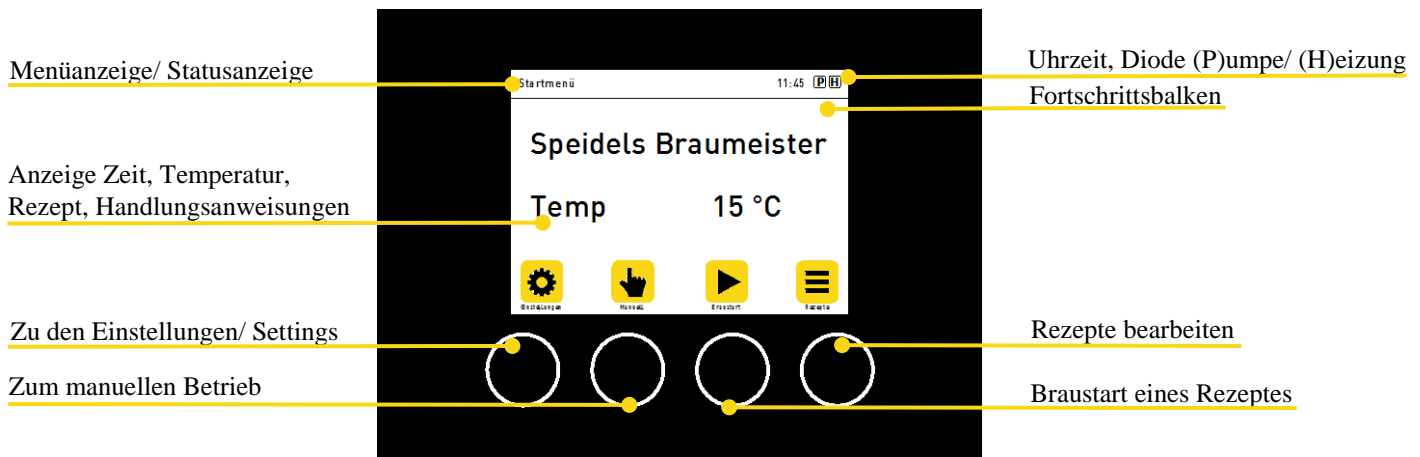 Menüanzeige/ Statusanzeige
Uhrzeit, Diode (P)umpe/ (H)eizung
Fortschrittsbalken
Startmenü 11:45 P H
Speidels Braumeister
Anzeige Zeit, Temperatur,
Rezept, Handlungsanweisungen
Temp 15 °C
Einstellungen Manuell Braustart Rezepte
Zu den Einstellungen/ Settings
Rezepte bearbeiten
Zum manuellen Betrieb
Braustart eines Rezeptes